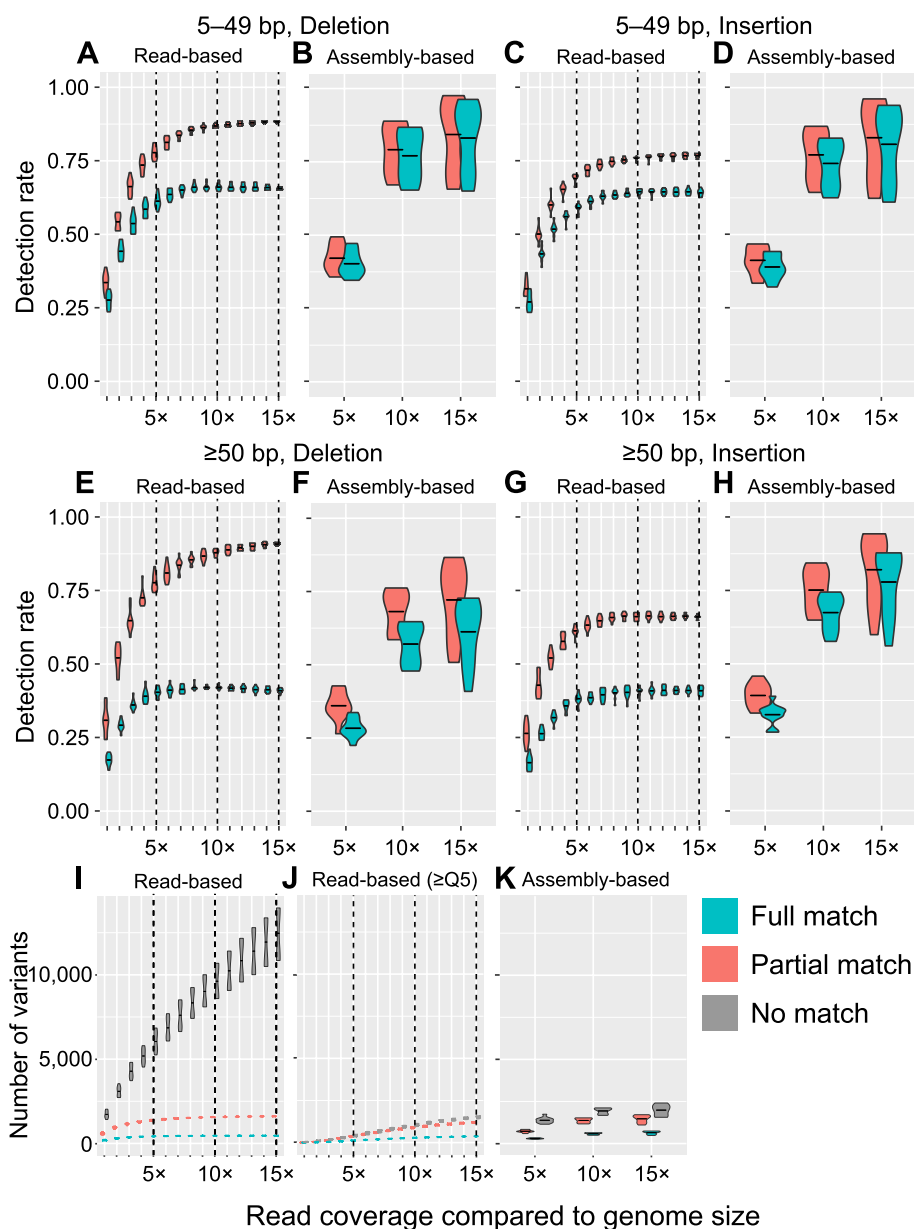 5–49 bp, Deletion
5–49 bp, Insertion
A Read-based B Assembly-based C Read-based D Assembly-based
Detection rate
1.00
0.75
0.50
0.25
0.00
5× 10× 15× 5× 10× 15× 5× 10× 15× 5× 10× 15×
≥50 bp, Deletion
≥50 bp, Insertion
E Read-based F Assembly-based G Read-based H Assembly-based
Detection rate
1.00
0.75
0.50
0.25
0.00
5× 10× 15× 5× 10× 15× 5× 10× 15× 5× 10× 15×
I Read-based J Read-based (≥Q5) K Assembly-based
Number of variants
10,000
5,000
0
5× 10× 15× 5× 10× 15× 5× 10× 15×
Full match
Partial match
No match
Read coverage compared to genome size